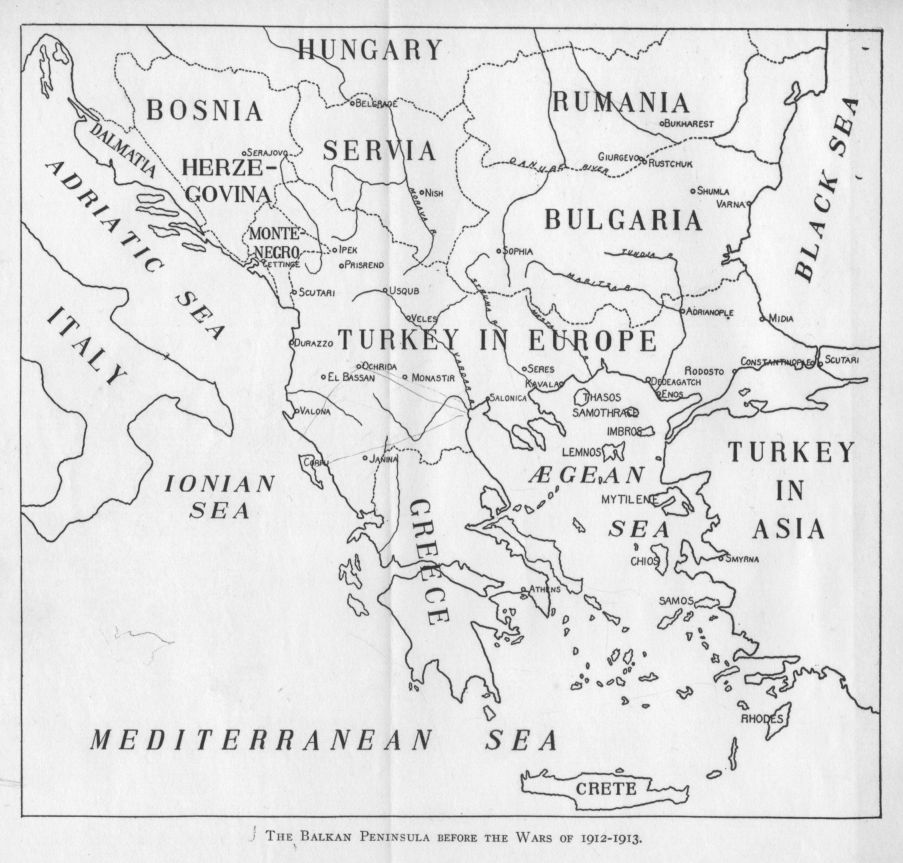 HUNGARY
BOSNIA
BELGRADE
RUMANIA
BUKHAREST
DALMATIA
SERAJOVO
SERVIA
DANUBE RIVER
GIURGEVO
RUSTCHUK
BLACK SEA
HERZE-
GOVINA
MORAVA R.
NISH
SHUMLA
VARNA
ADRIATIC SEA
MONTE-
NEGRO
CETTINGE
IPEK
PRISREND
BULGARIA
SOPHIA
TUNDJA R.
MARITSA R.
STRUMA R.
MESTA R.
SCUTARI
USQUB
VELES
ADRIANOPLE
MIDIA
ITALY
DURAZZO
TURKEY IN EUROPE
VARDAR R.
OCHRIDA
EL BASSAN
MONASTIR
SERES
KAVALA
DEDEAGATCH
ENOS
RODOSTO
CONSTANTINOPLE
SCUTARI
VALONA
SALONICA
THASOS
SAMOTHRACE
IMBROS
LEMNOS
CORFU
JANINA
IONIAN
SEA
ÆGEAN
SEA
MYTILENE
TURKEY
IN
ASIA
GREECE
CHIOS
SMYRNA
ATHENS
SAMOS
RHODES
MEDITERRANEAN SEA
CRETE
THE BALKAN PENINSULA BEFORE THE WARS OF 1912-1913.